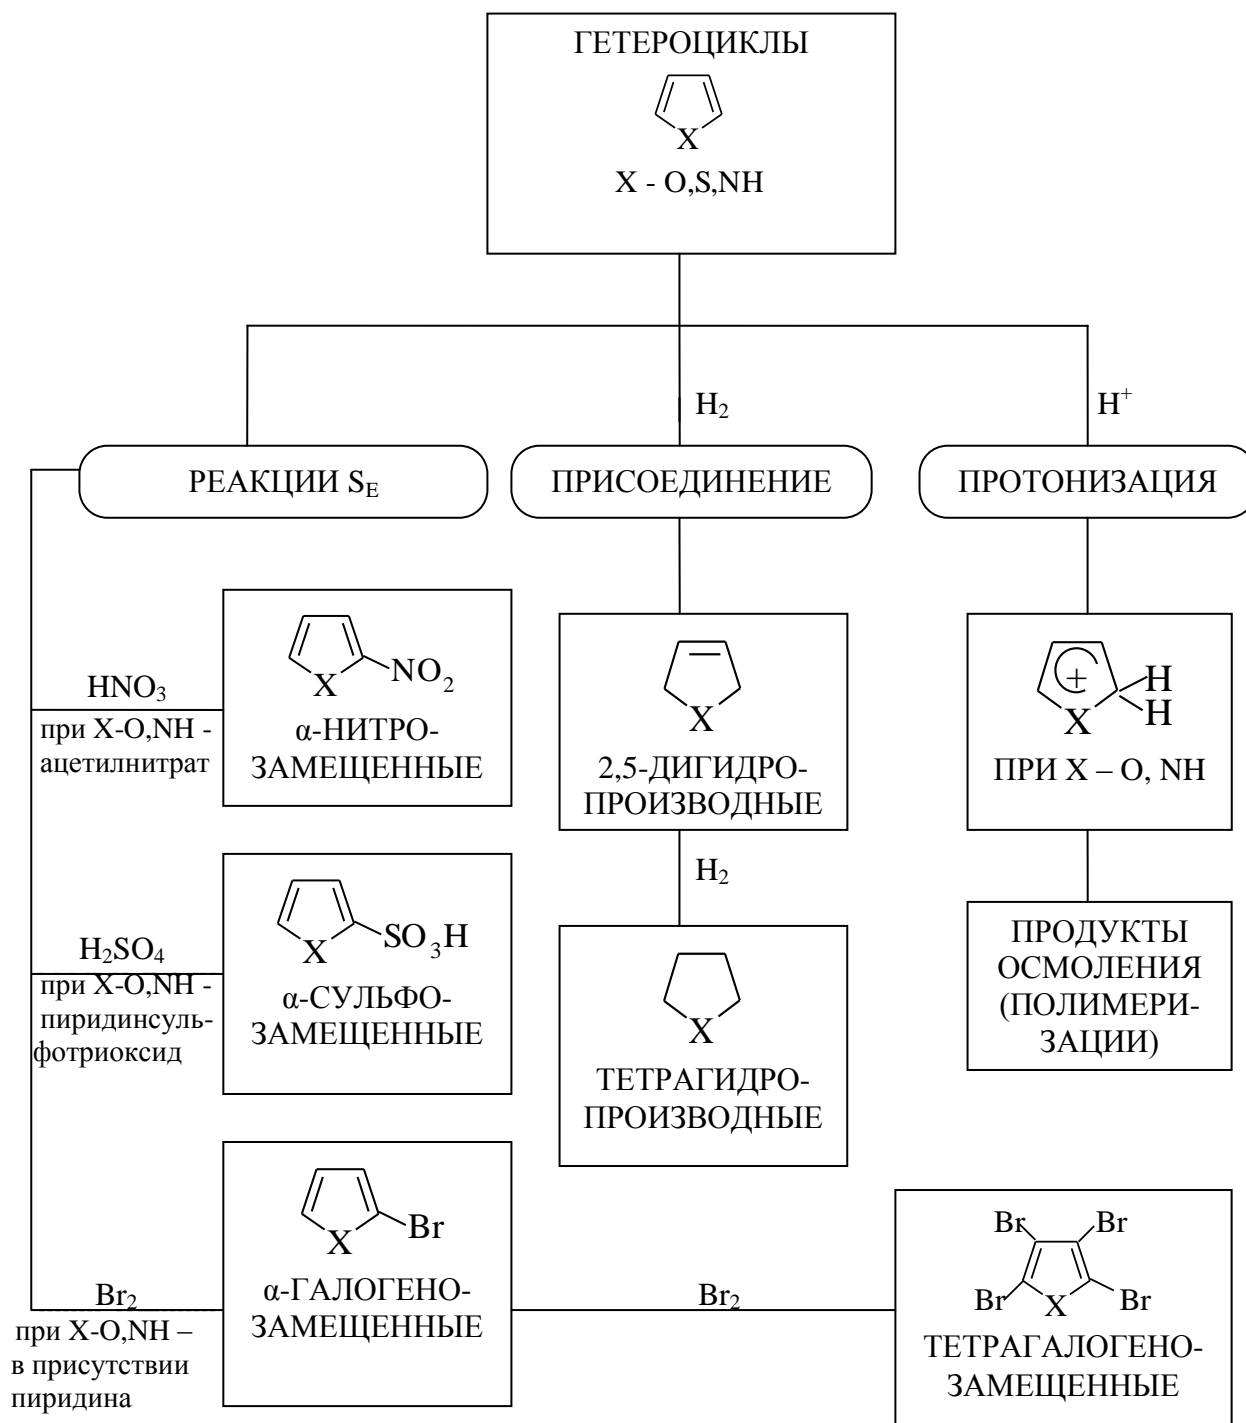 ГЕТЕРОЦИКЛЫ
X
X - O,S,NH
H₂
H⁺
РЕАКЦИИ S_E
ПРИСОЕДИНЕНИЕ
ПРОТОНИЗАЦИЯ
HNO₃
при X-O,NH -
ацетилнитрат
X
NO₂
α-НИТРО-
ЗАМЕЩЕННЫЕ
X
2,5-ДИГИДРО-
ПРОИЗВОДНЫЕ
+
H
H
X
ПРИ X – O, NH
H₂
H₂SO₄
при X-O,NH -
пиридинсуль-
фотриоксид
X
SO₃H
α-СУЛЬФО-
ЗАМЕЩЕННЫЕ
X
ТЕТРАГИДРО-
ПРОИЗВОДНЫЕ
ПРОДУКТЫ
ОСМОЛЕНИЯ
(ПОЛИМЕРИ-
ЗАЦИИ)
Br₂
при X-O,NH –
в присутствии
пиридина
X
Br
α-ГАЛОГЕНО-
ЗАМЕЩЕННЫЕ
Br₂
Br
Br
Br
X
Br
ТЕТРАГАЛОГЕНО-
ЗАМЕЩЕННЫЕ